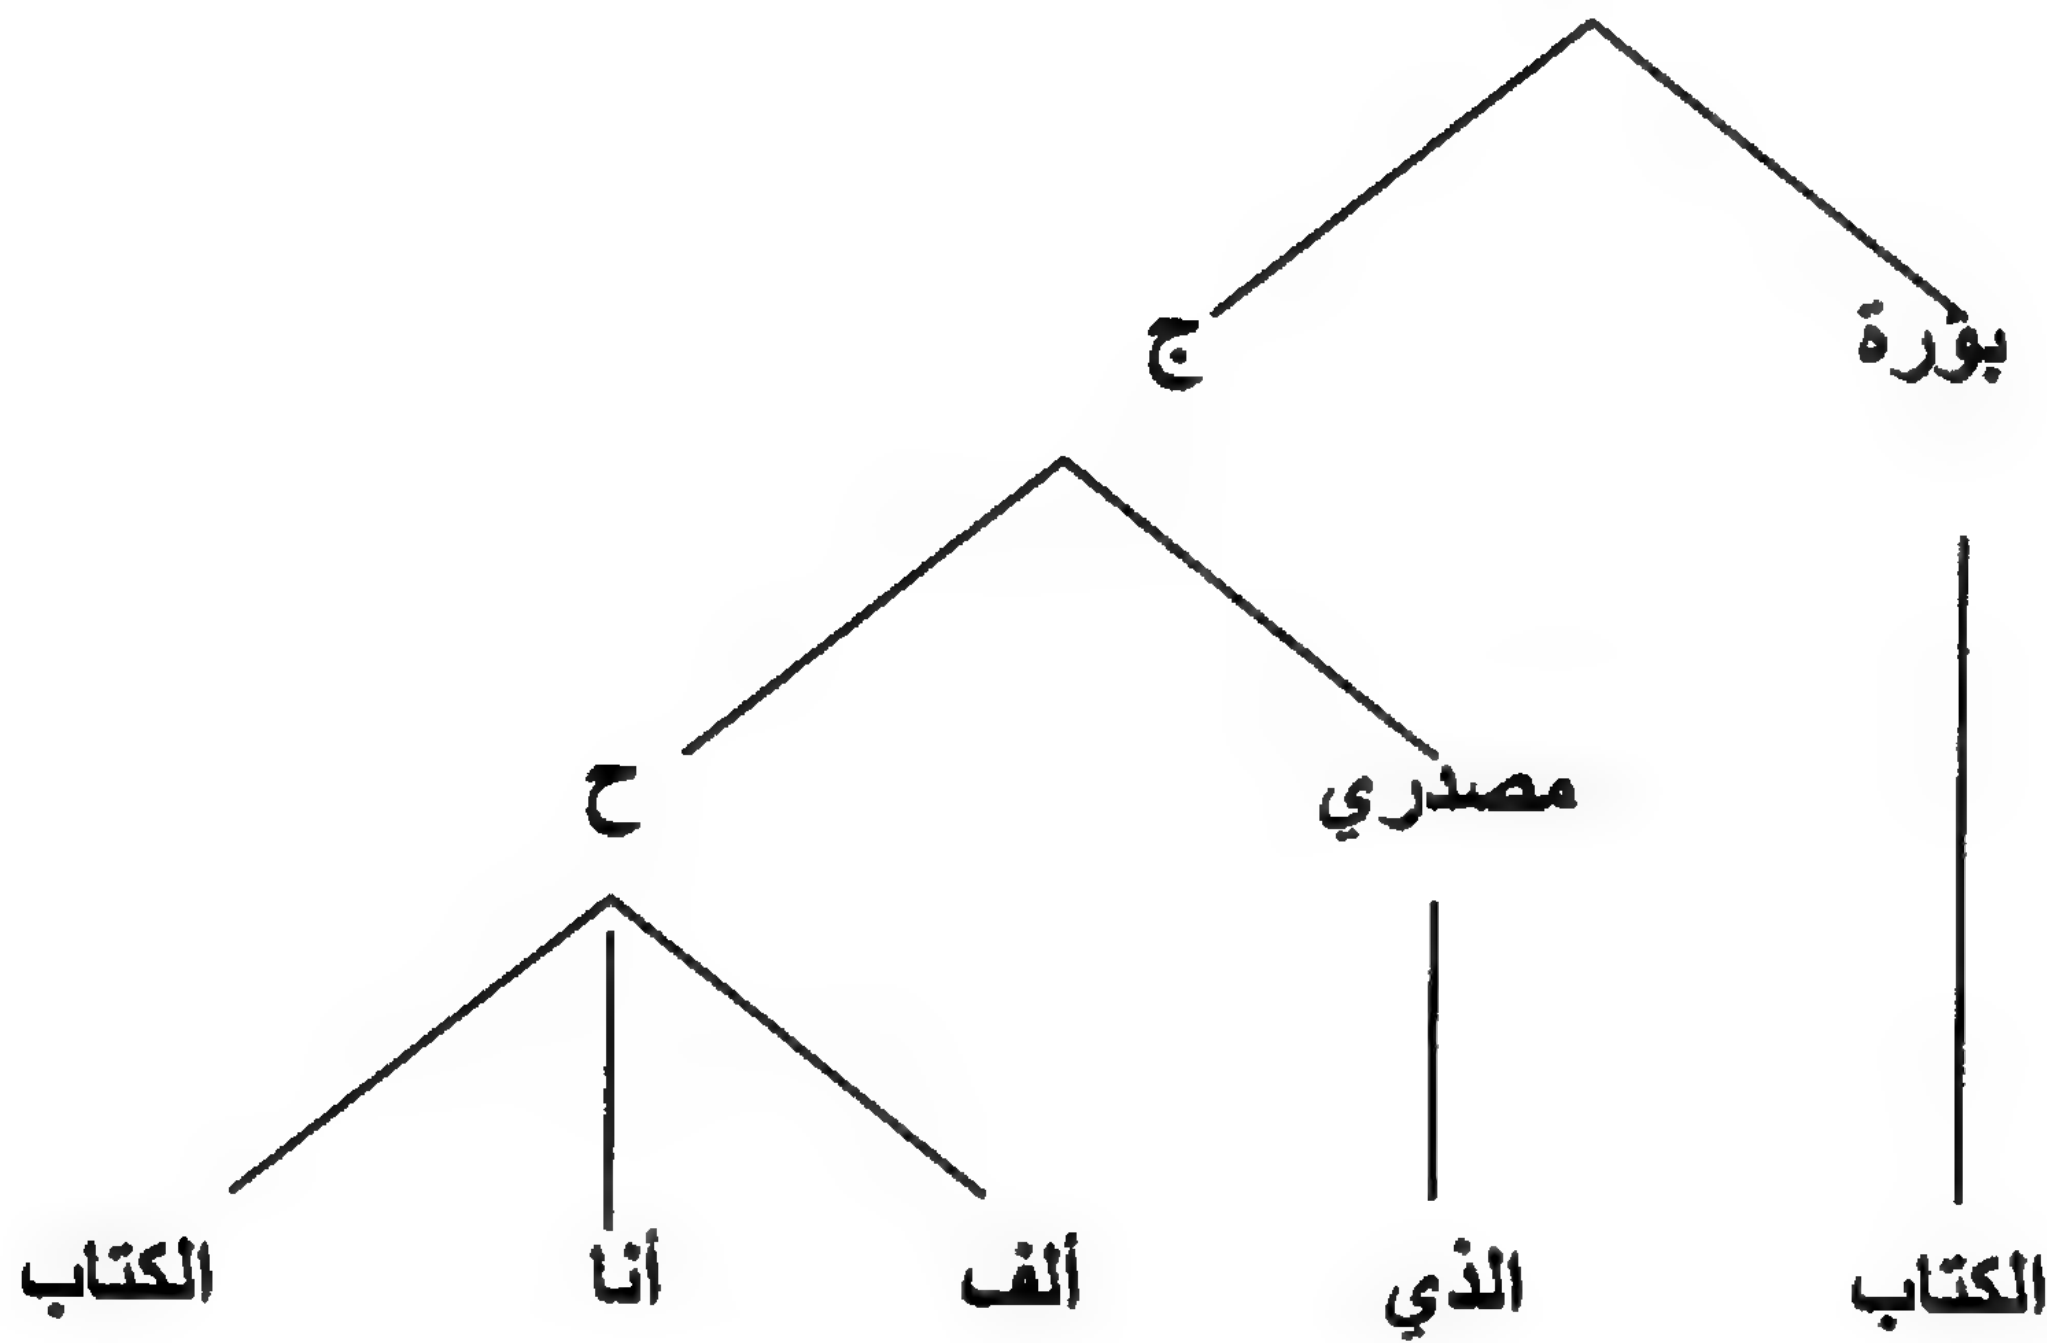 بؤرة ج
مصدري ح
الكتاب الذي ألف أنا الكتاب